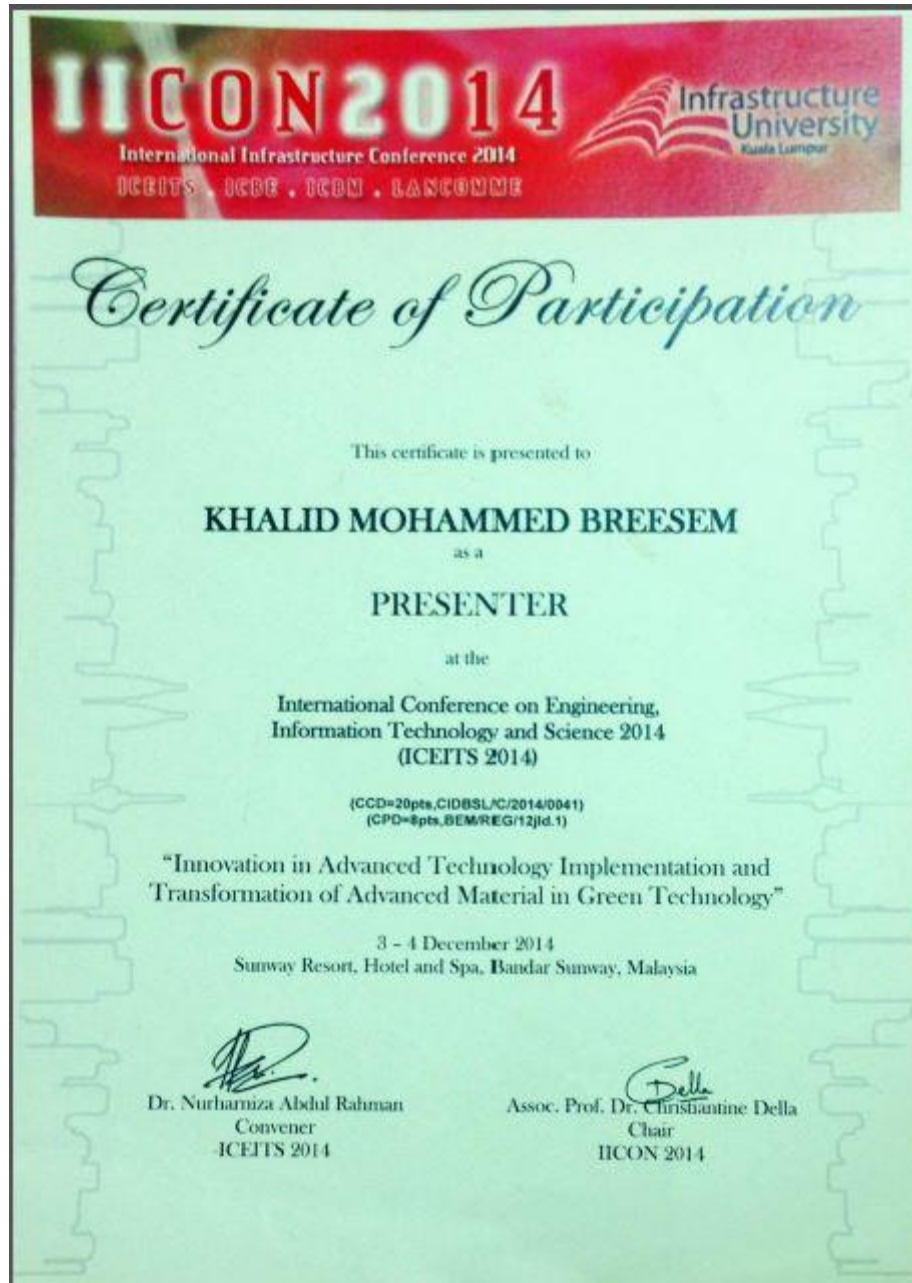 IICON2014
International Infrastructure Conference 2014
ICEITS . ICBE . ICBM . LANCOMME
Infrastructure
University
Kuala Lumpur
Certificate of Participation
This certificate is presented to
KHALID MOHAMMED BREESEM
as a
PRESENTER
at the
International Conference on Engineering,
Information Technology and Science 2014
(ICEITS 2014)
(CCD=20pts,CIDBSL/C/2014/0041)
(CPD=8pts,BEM/REG/12jld.1)
"Innovation in Advanced Technology Implementation and
Transformation of Advanced Material in Green Technology"
3 – 4 December 2014
Sunway Resort, Hotel and Spa, Bandar Sunway, Malaysia
Dr. Nurharniza Abdul Rahman
Convener
ICEITS 2014
Della
Assoc. Prof. Dr. Christiantine Della
Chair
IICON 2014